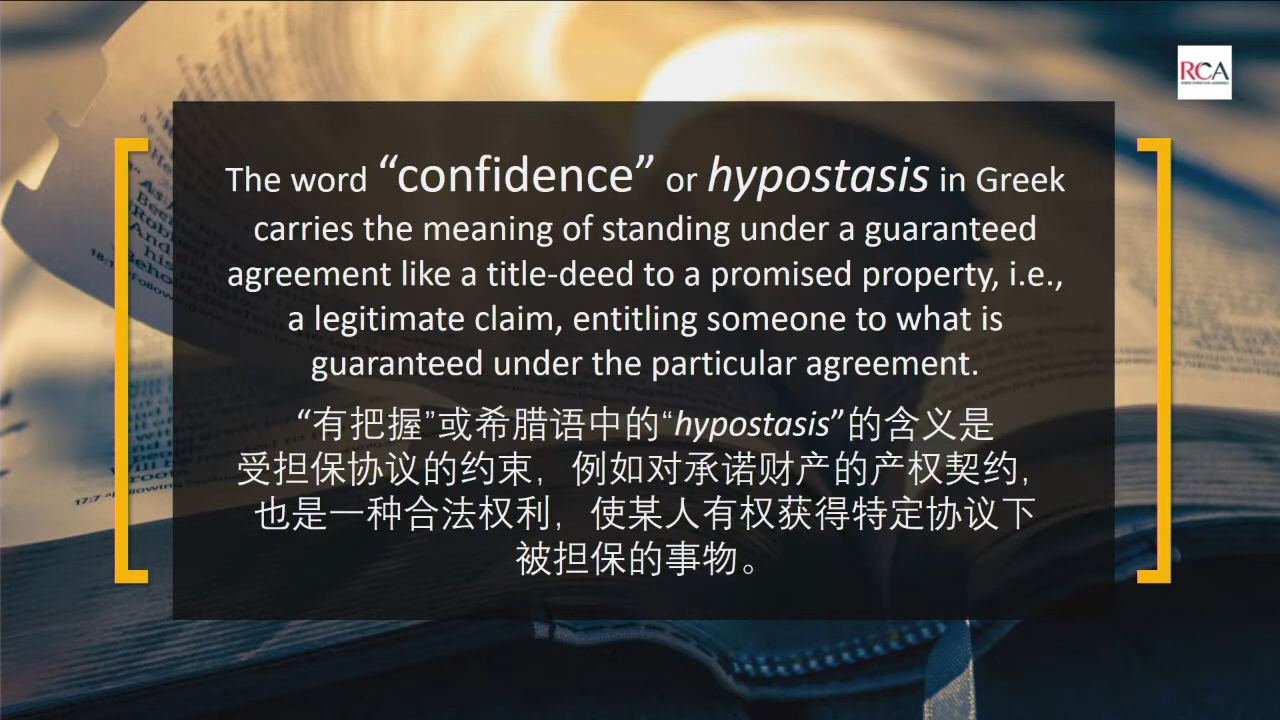 RCA
The word “confidence” or hypostasis in Greek
carries the meaning of standing under a guaranteed
agreement like a title-deed to a promised property, i.e.,
a legitimate claim, entitling someone to what is
guaranteed under the particular agreement.
“有把握”或希腊语中的“hypostasis”的含义是
受担保协议的约束，例如对承诺财产的产权契约，
也是一种合法权利，使某人有权获得特定协议下
被担保的事物。